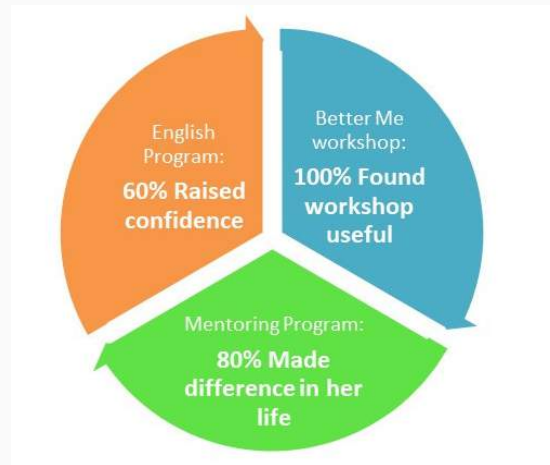 English
Program:
60% Raised
confidence
Better Me
workshop:
100% Found
workshop
useful
Mentoring Program:
80% Made
difference in her
life